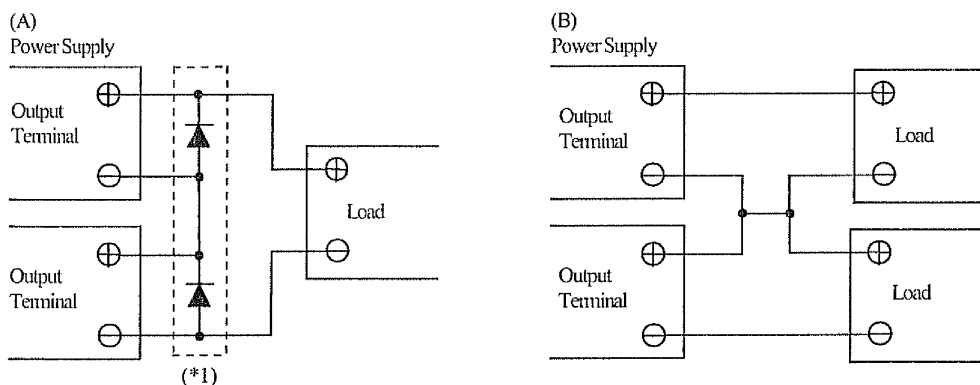 (A)
Power Supply
Output
Terminal
Load
Output
Terminal
(*1)
(B)
Power Supply
Output
Terminal
Load
Output
Terminal
Load